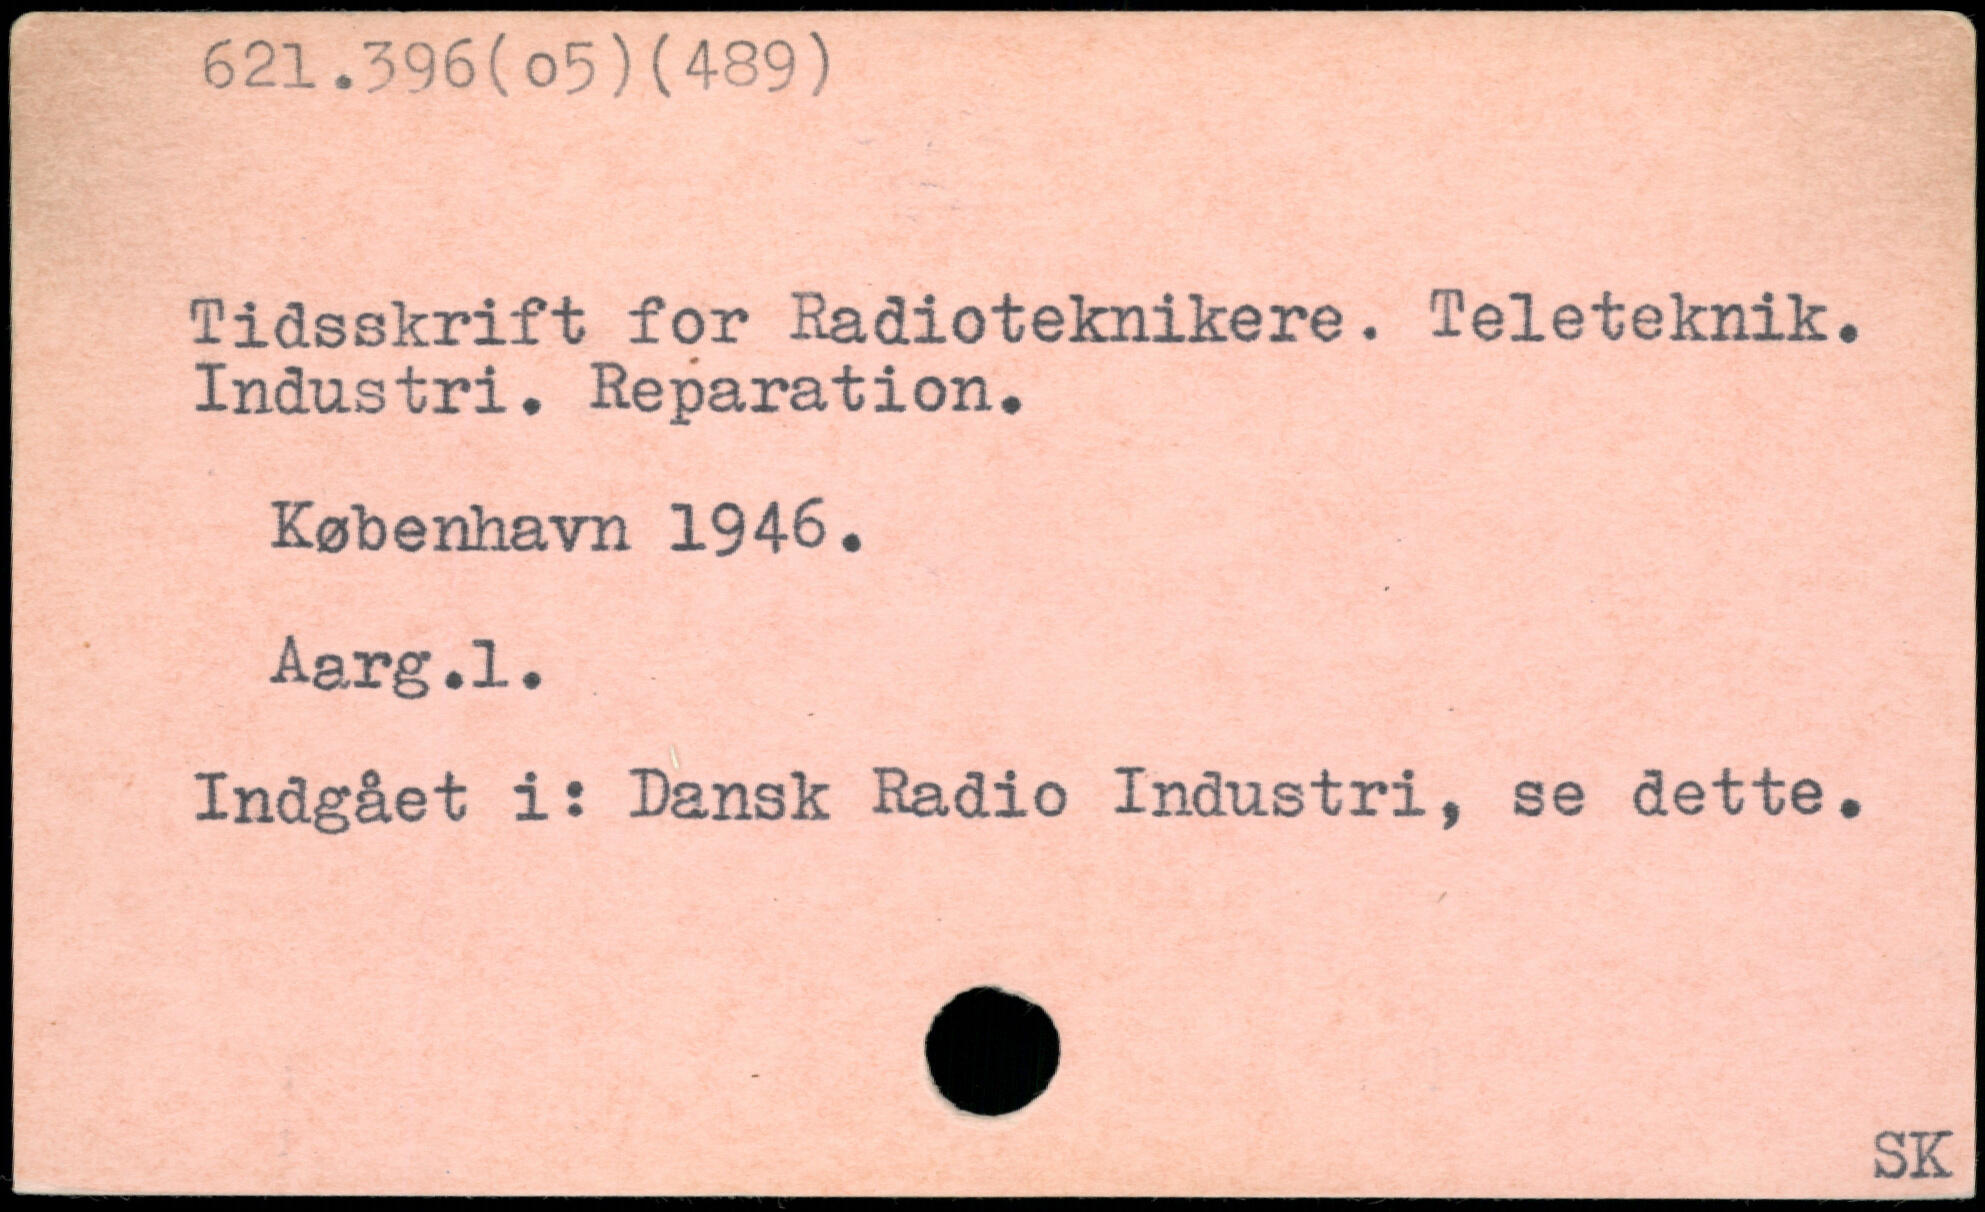 621.396(o5)(489)
Tidsskrift for Radioteknikere. Teleteknik.
Industri. Reparation.
København 1946.
Aarg.1.
Indgået i: Dansk Radio Industri, se dette.
SK